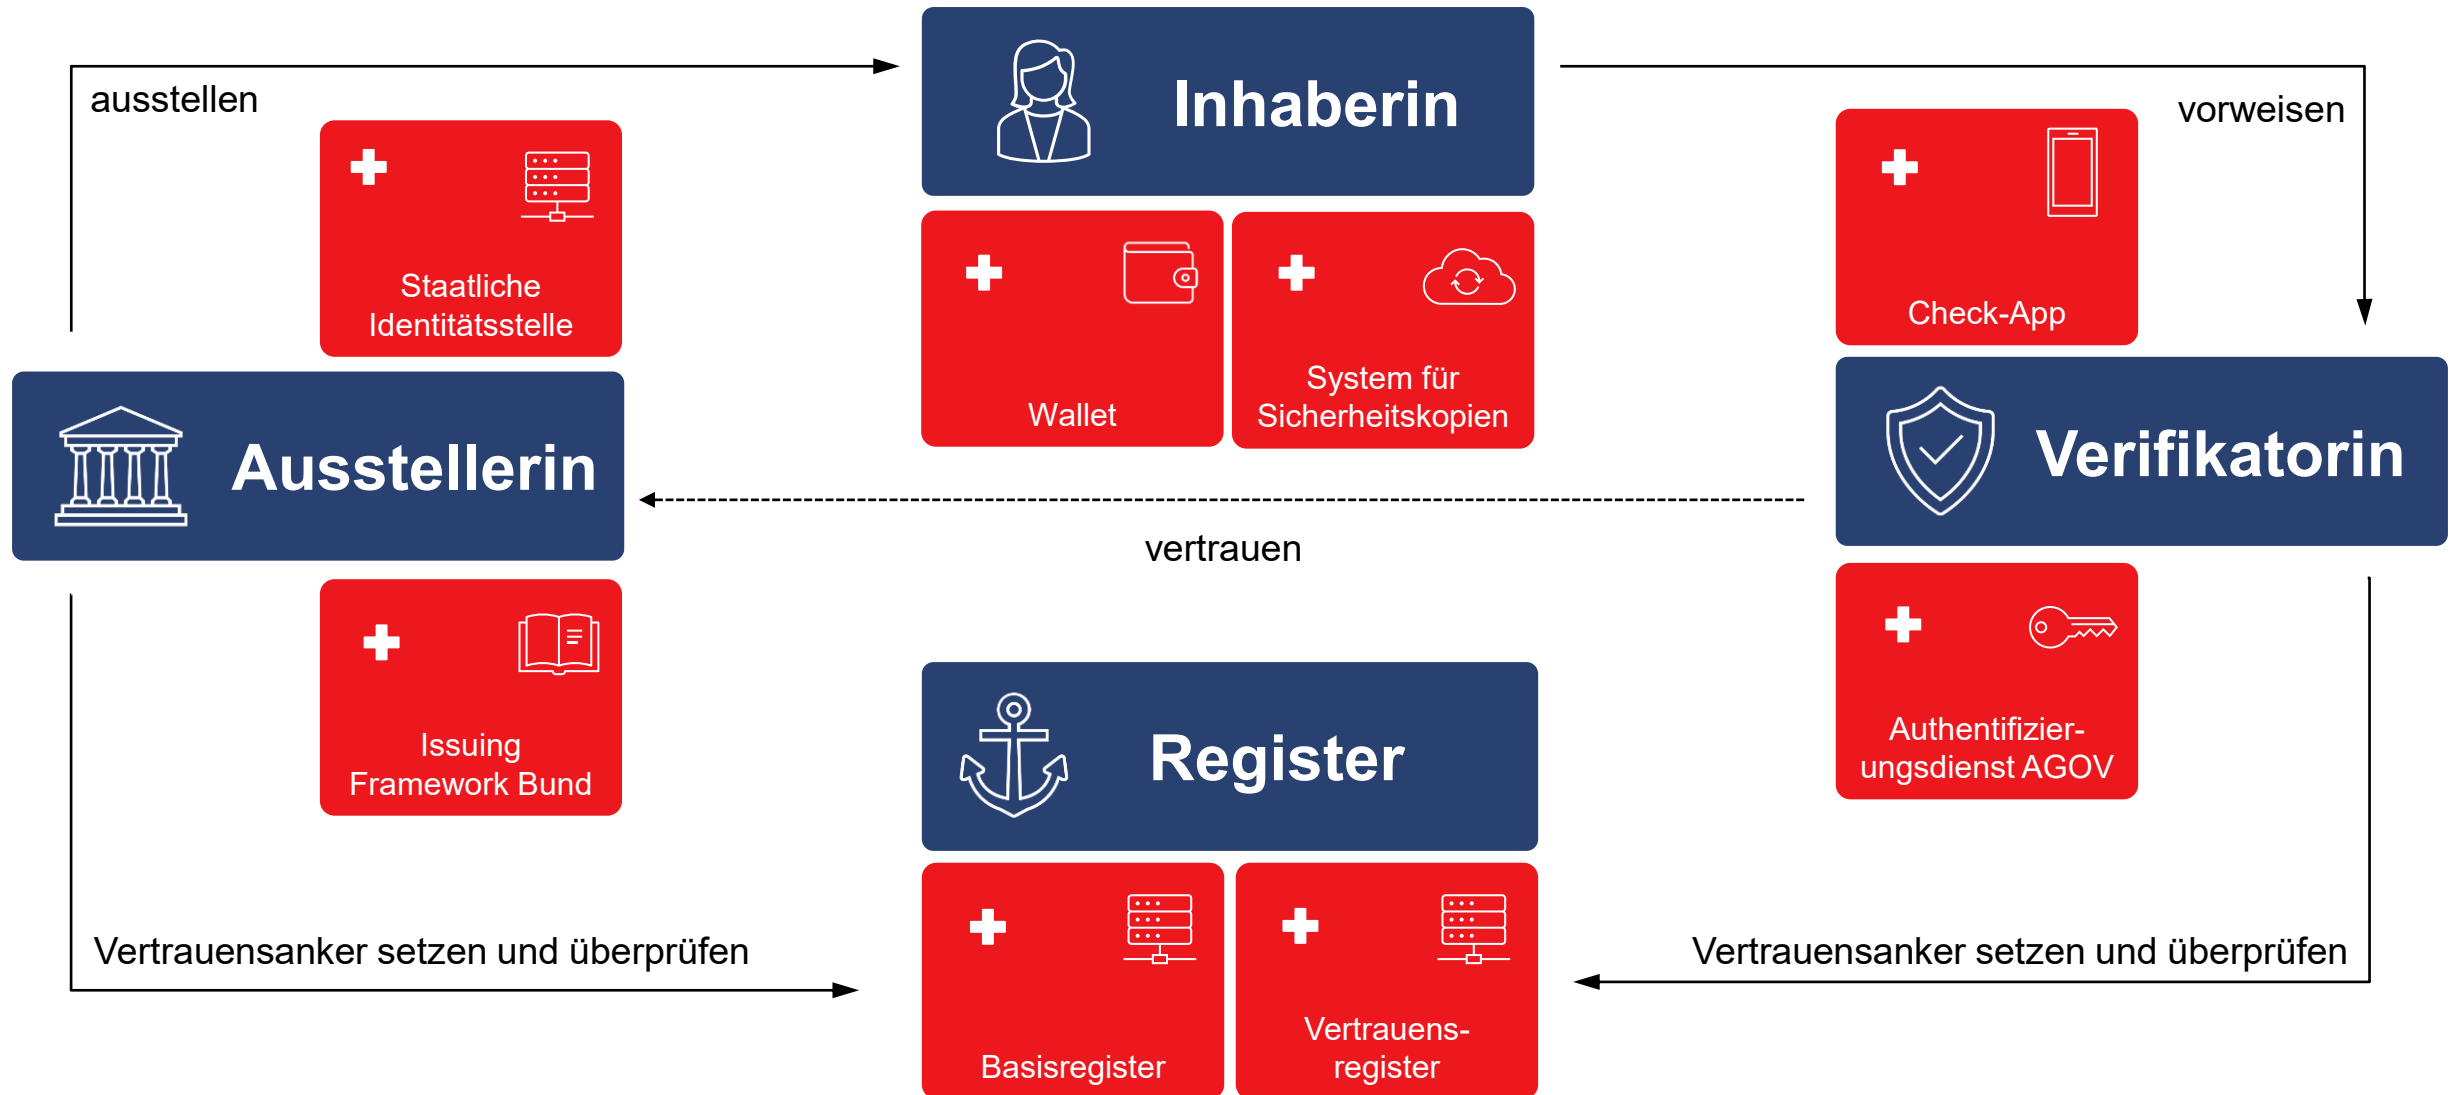 ausstellen
Inhaberin
vorweisen
Staatliche
Identitätsstelle
Wallet
System für
Sicherheitskopien
Check-App
Ausstellerin
Verifikatorin
vertrauen
Issuing
Framework Bund
Register
Authentifizier-
ungsdienst AGOV
Vertrauensanker setzen und überprüfen
Vertrauensanker setzen und überprüfen
Basisregister
Vertrauens-
register